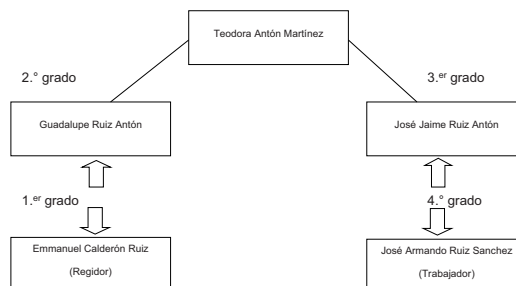 Teodora Antón Martínez
2.° grado
3.er grado
Guadalupe Ruiz Antón
José Jaime Ruiz Antón
1.er grado
4.° grado
Emmanuel Calderón Ruiz
(Regidor)
José Armando Ruiz Sanchez
(Trabajador)